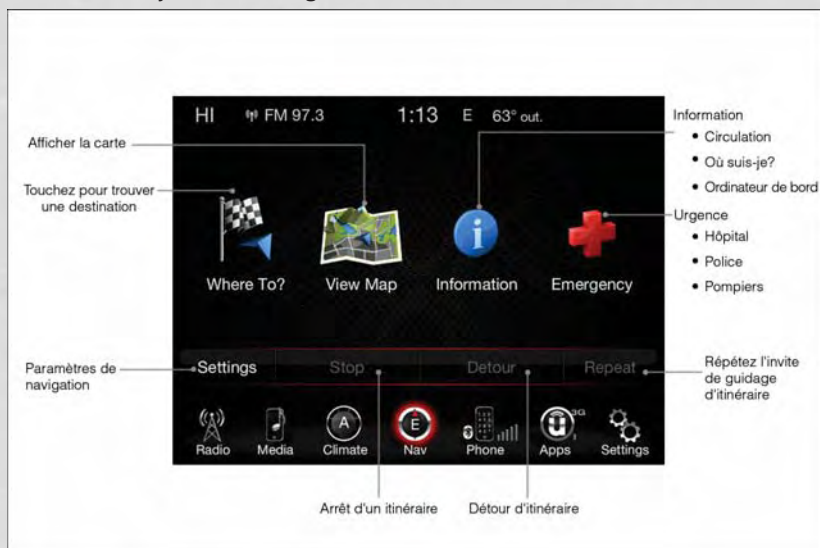 HI FM 97.3 1:13 E 63° out.
Information
• Circulation
• Où suis-je?
• Ordinateur de bord
Afficher la carte
Touchez pour trouver
une destination
Urgence
• Hôpital
• Police
• Pompiers
Where To? View Map Information Emergency
Paramètres de
navigation
Settings Stop Detour Repeat
Répétez l'invite
de guidage
d'itinéraire
A E 3G
Radio Media Climate Nav Phone Apps Settings
Arrêt d'un itinéraire Détour d'itinéraire